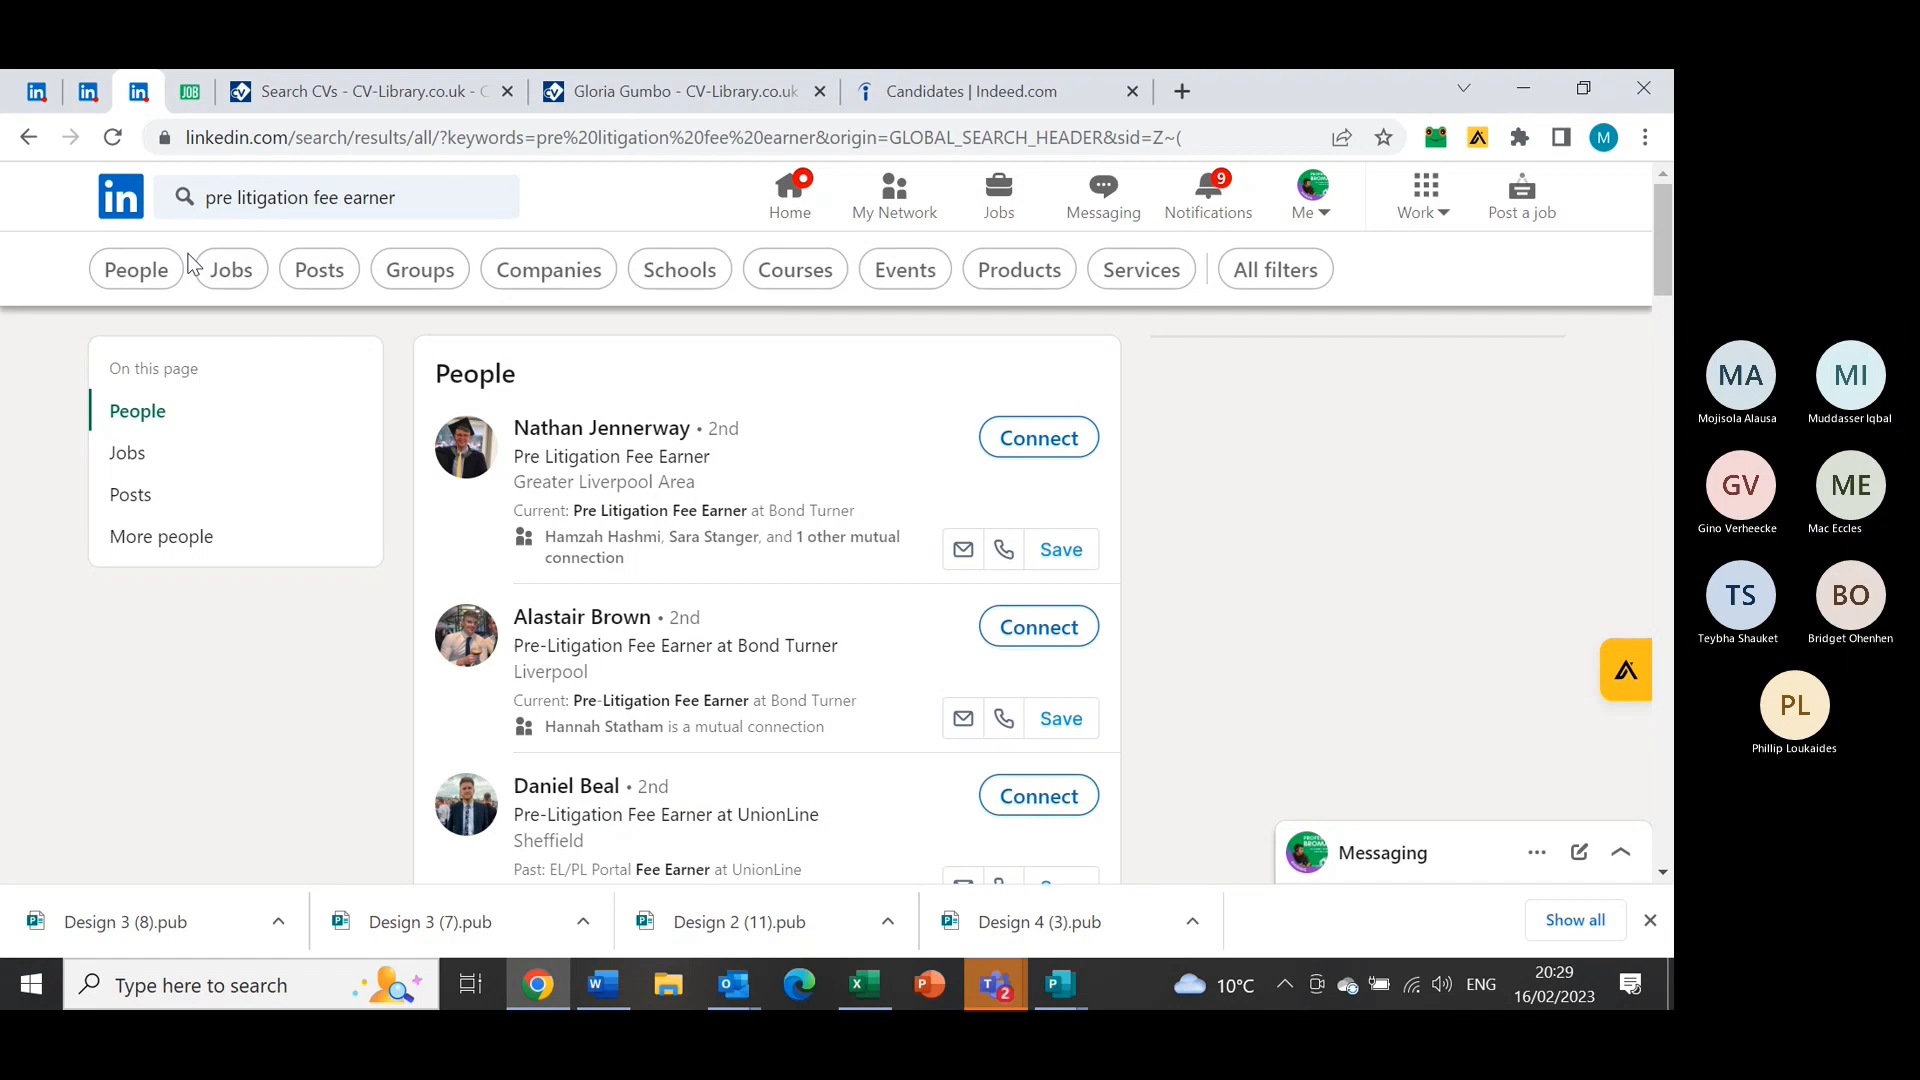 JOB
Search CVs - CV-Library.co.uk - C
Gloria Gumbo - CV-Library.co.uk
Candidates | Indeed.com
linkedin.com/search/results/all/?keywords=pre%20litigation%20fee%20earner&origin=GLOBAL_SEARCH_HEADER&sid=Z~(
M
in
pre litigation fee earner
Home
My Network
Jobs
Messaging
9
Notifications
Me
Work
Post a job
People
Jobs
Posts
Groups
Companies
Schools
Courses
Events
Products
Services
All filters
On this page
People
Jobs
Posts
More people
People
Nathan Jennerway • 2nd
Pre Litigation Fee Earner
Greater Liverpool Area
Current: Pre Litigation Fee Earner at Bond Turner
Hamzah Hashmi, Sara Stanger, and 1 other mutual
connection
Connect
Save
Alastair Brown • 2nd
Pre-Litigation Fee Earner at Bond Turner
Liverpool
Current: Pre-Litigation Fee Earner at Bond Turner
Hannah Statham is a mutual connection
Connect
Save
Daniel Beal • 2nd
Pre-Litigation Fee Earner at UnionLine
Sheffield
Past: EL/PL Portal Fee Earner at UnionLine
Connect
Messaging
Design 3 (8).pub
Design 3 (7).pub
Design 2 (11).pub
Design 4 (3).pub
Show all
Type here to search
2
10°C
ENG
20:29
16/02/2023
MA
Mojisola Alausa
MI
Muddasser Iqbal
GV
Gino Verheecke
ME
Mac Eccles
TS
Teybha Shauket
BO
Bridget Ohenhen
PL
Phillip Loukaides